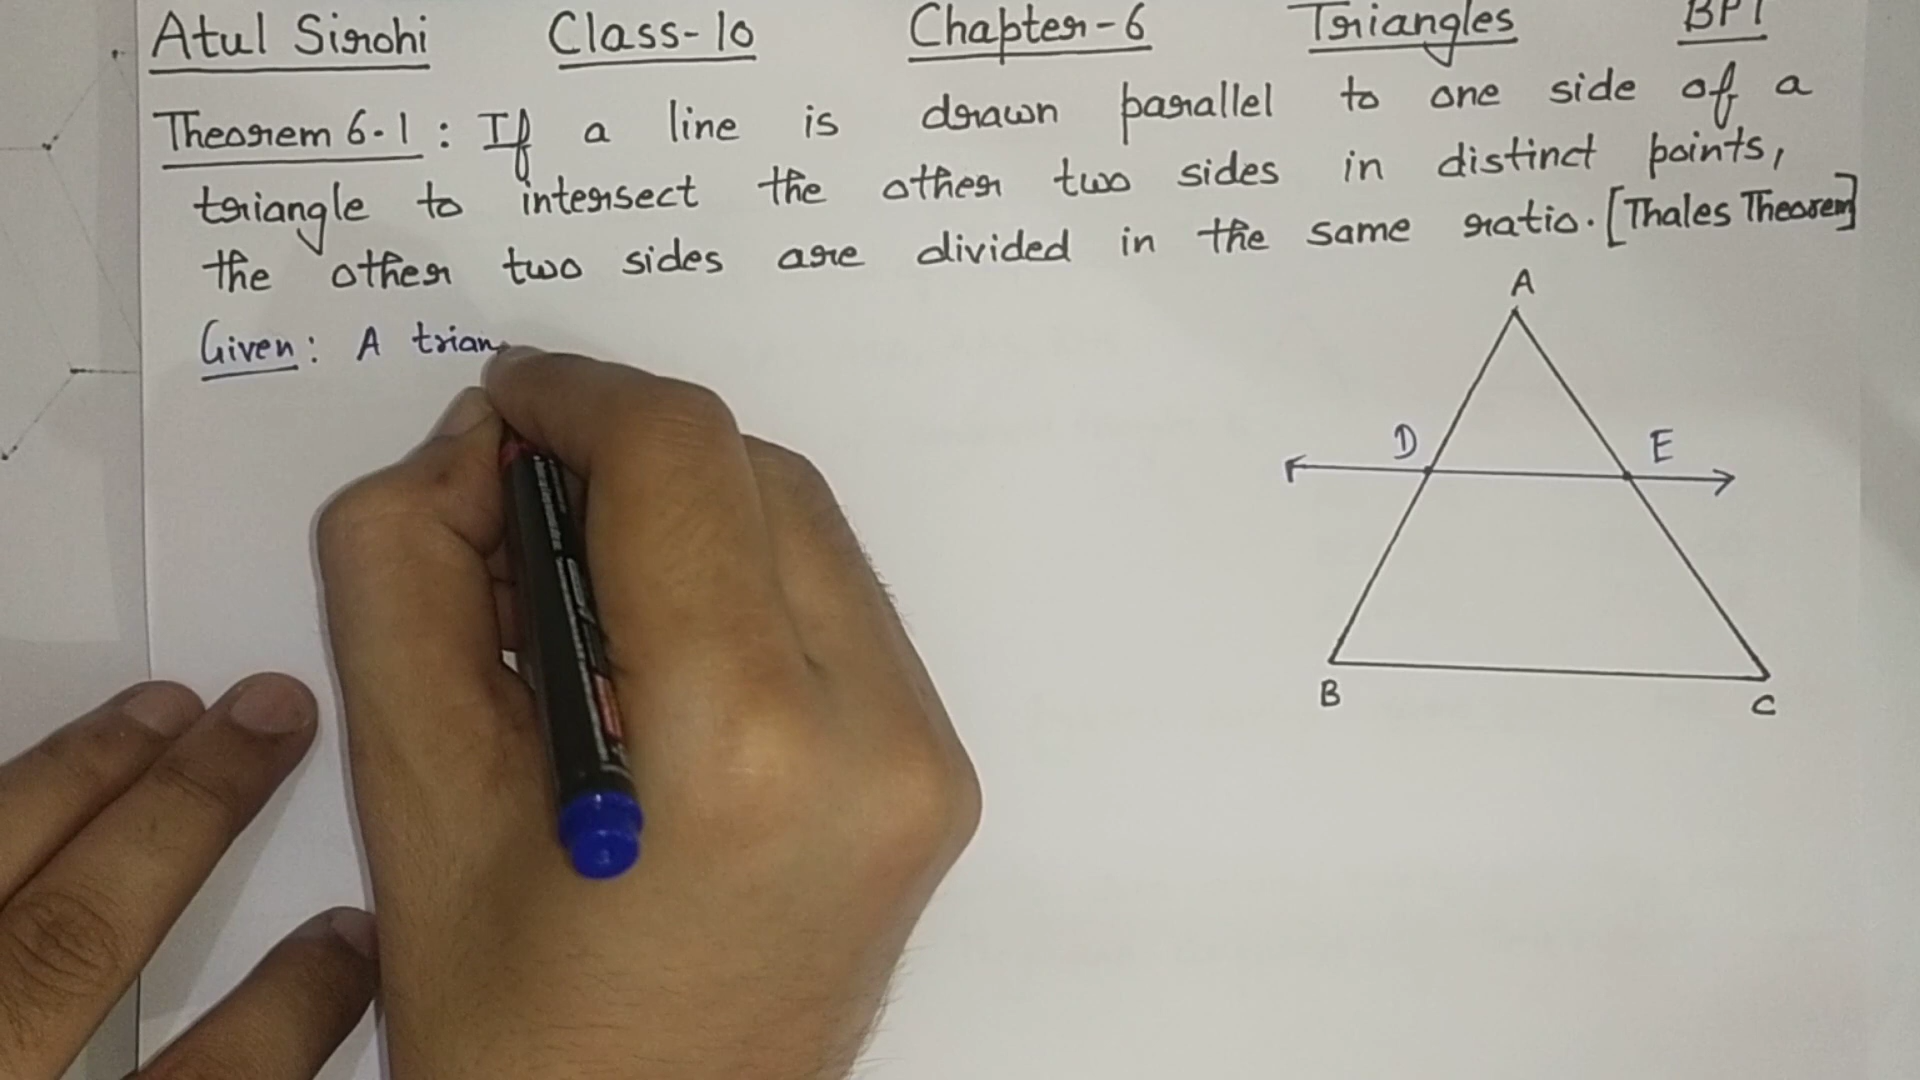 Atul Sirohi Class-10 Chapter-6 Triangles BPT
Theorem 6.1 : If a line is drawn parallel to one side of a
triangle to intersect the other two sides in distinct points,
the other two sides are divided in the same ratio. [Thales Theorem]
Given : A trian
A
D
E
B
C